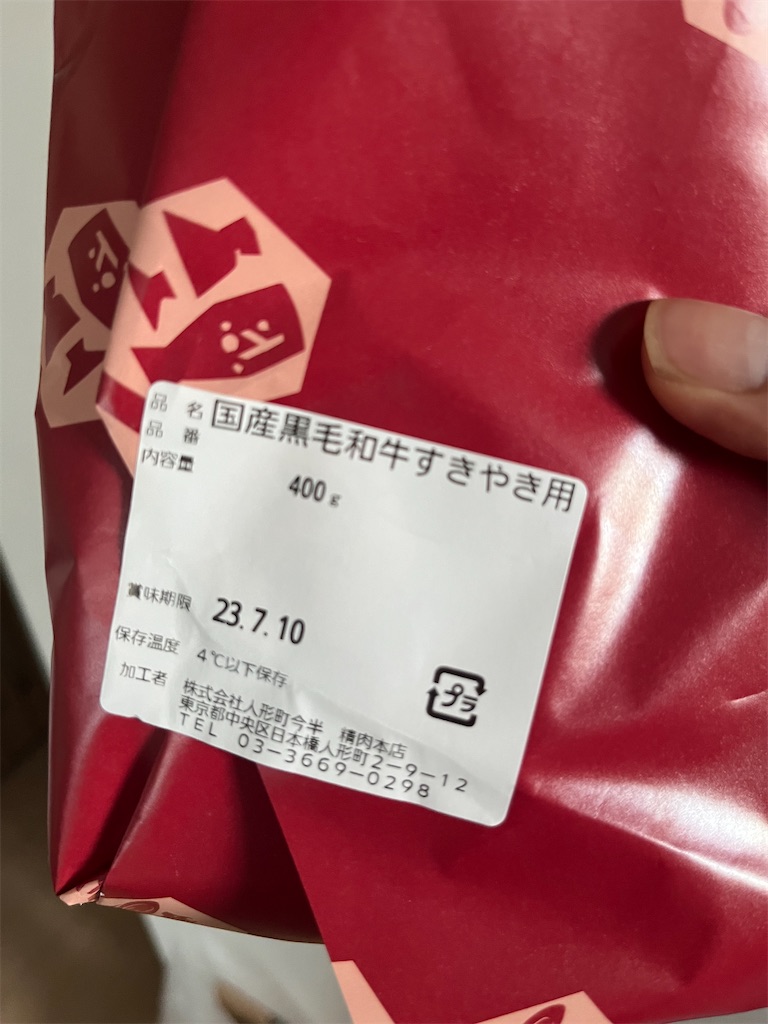 品名 国産黒毛和牛すきやき用
品番
内容量 400g
賞味期限 23.7.10
保存温度 4℃以下保存
加工者 株式会社人形町今半 精肉本店
東京都中央区日本橋人形町2-9-12
TEL 03-3669-0298
プラ